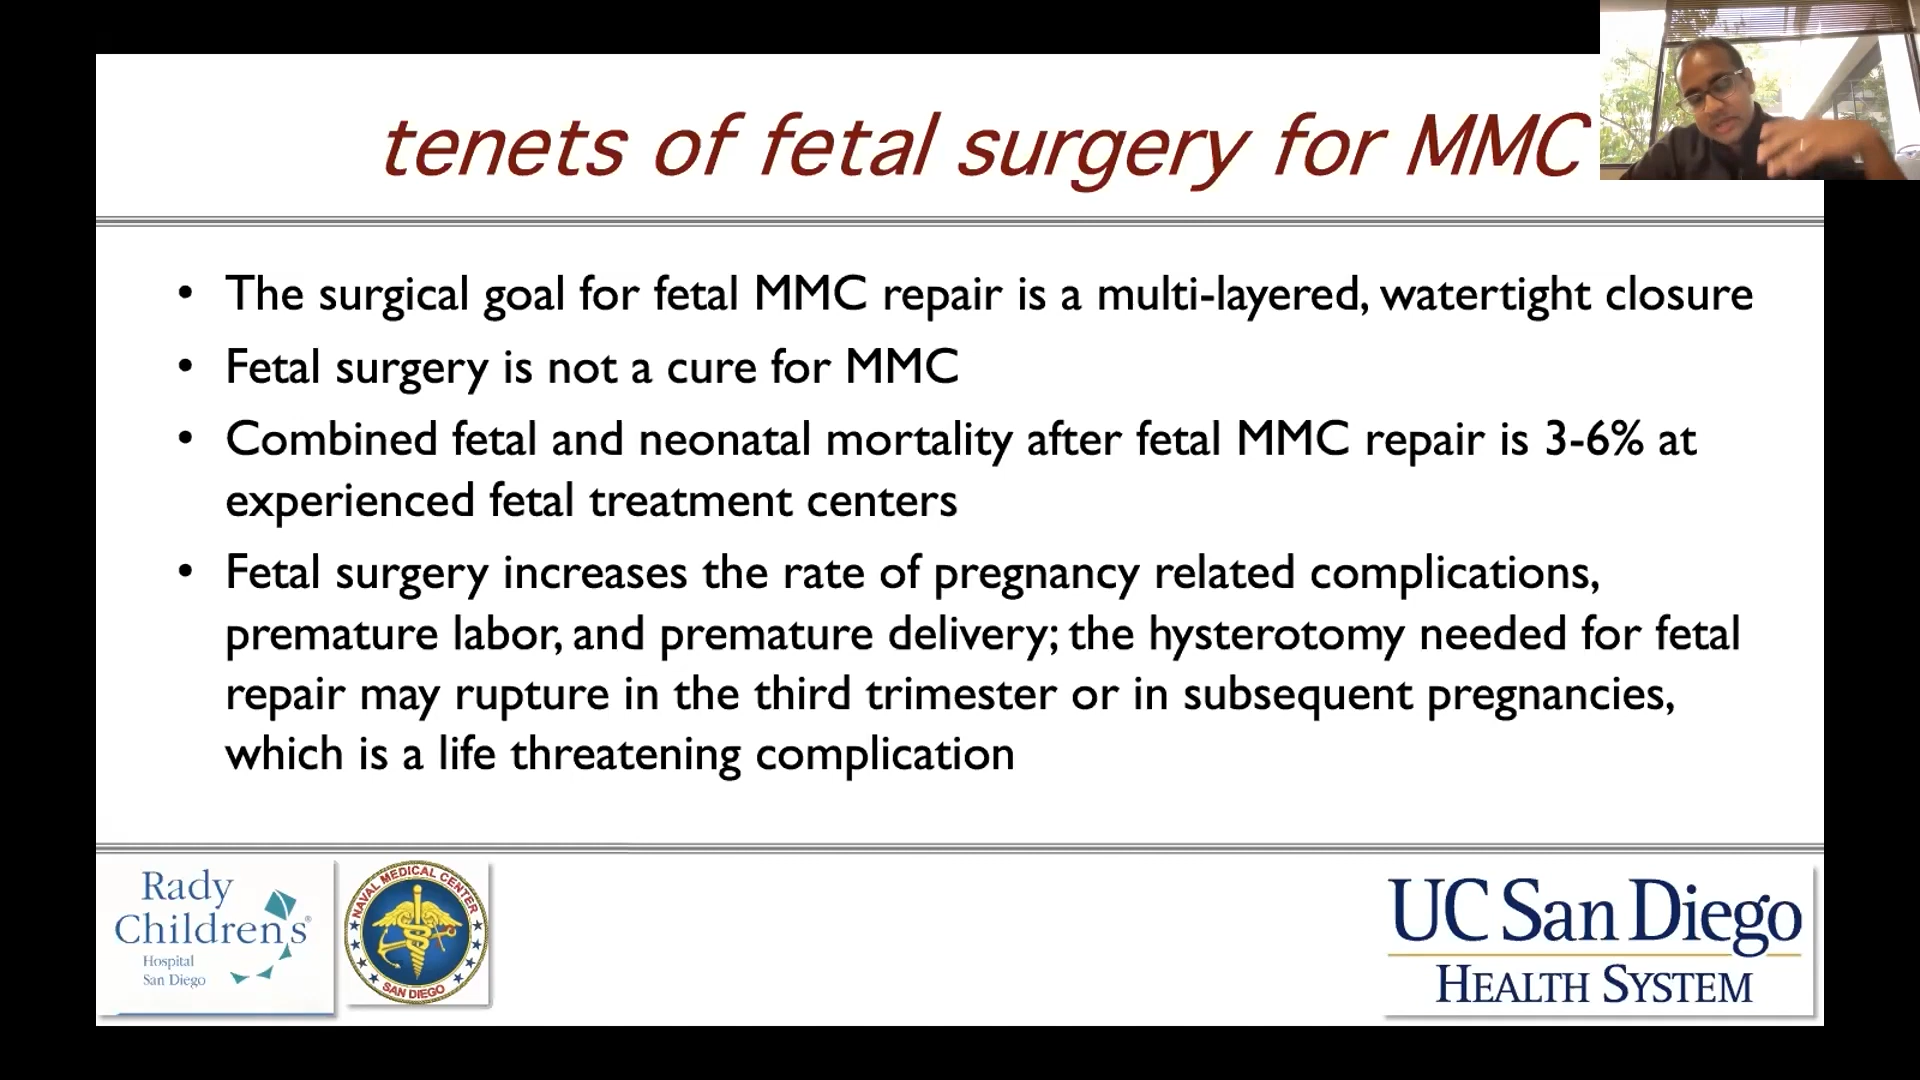 tenets of fetal surgery for MMC
• The surgical goal for fetal MMC repair is a multi-layered, watertight closure
• Fetal surgery is not a cure for MMC
• Combined fetal and neonatal mortality after fetal MMC repair is 3-6% at
experienced fetal treatment centers
• Fetal surgery increases the rate of pregnancy related complications,
premature labor, and premature delivery; the hysterotomy needed for fetal
repair may rupture in the third trimester or in subsequent pregnancies,
which is a life threatening complication
Rady
Children's®
Hospital
San Diego
NAVAL MEDICAL CENTER
SAN DIEGO
UC San Diego
HEALTH SYSTEM